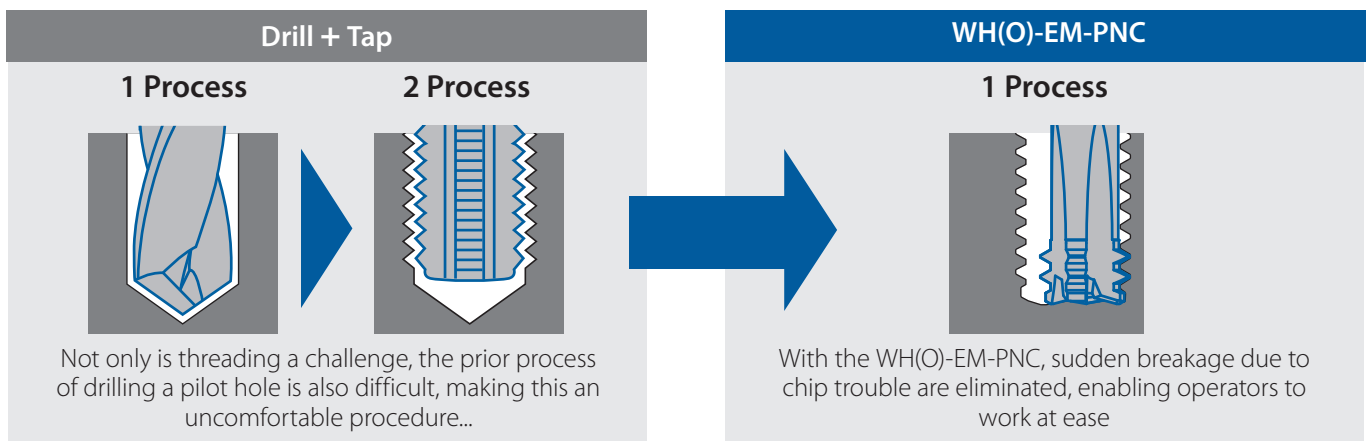 Drill + Tap
1 Process
2 Process
Not only is threading a challenge, the prior process
of drilling a pilot hole is also difficult, making this an
uncomfortable procedure...
WH(O)-EM-PNC
1 Process
With the WH(O)-EM-PNC, sudden breakage due to
chip trouble are eliminated, enabling operators to
work at ease